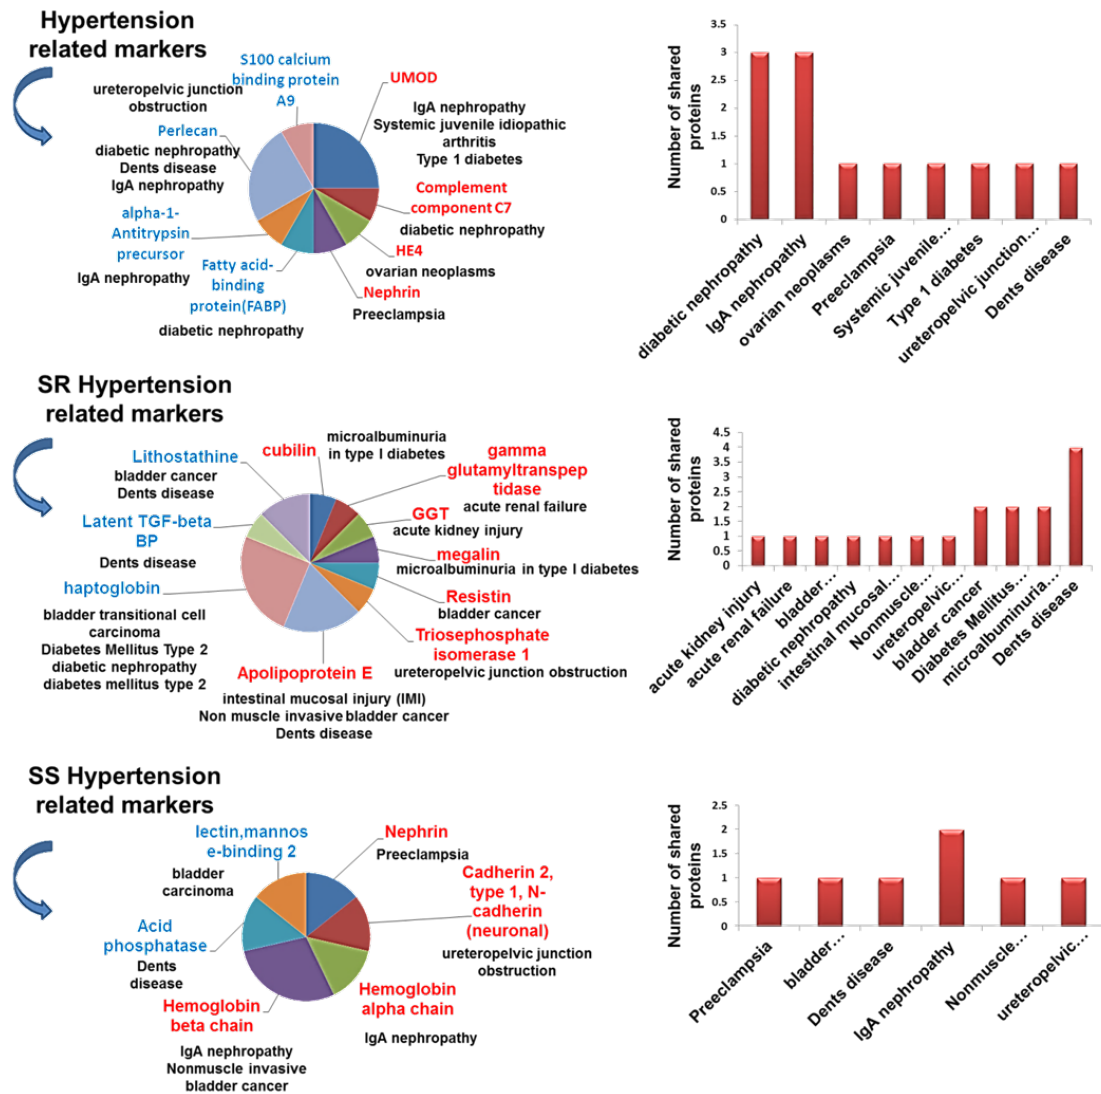 Hypertension
related markers
S100 calcium
binding protein
A9
UMOD
ureteropelvic junction
obstruction
IgA nephropathy
Systemic juvenile idiopathic
arthritis
Type 1 diabetes
Perlecan
diabetic nephropathy
Dents disease
IgA nephropathy
Complement
component C7
diabetic nephropathy
alpha-1-
Antitrypsin
precursor
IgA nephropathy
HE4
ovarian neoplasms
Fatty acid-
binding
protein(FABP)
diabetic nephropathy
Nephrin
Preeclampsia
Number of shared
proteins
3.5
3
2.5
2
1.5
1
0.5
0
diabetic nephropathy
IgA nephropathy
ovarian neoplasms
Preeclampsia
Systemic juvenile...
Type 1 diabetes
ureteropelvic junction...
Dents disease
SR Hypertension
related markers
Lithostathine
bladder cancer
Dents disease
cubilin
microalbuminuria
in type I diabetes
gamma
glutamyltranspep
tidase
acute renal failure
GGT
acute kidney injury
Latent TGF-beta
BP
Dents disease
megalin
microalbuminuria in type I diabetes
haptoglobin
bladder transitional cell
carcinoma
Diabetes Mellitus Type 2
diabetic nephropathy
diabetes mellitus type 2
Resistin
bladder cancer
Triosephosphate
isomerase 1
ureteropelvic junction obstruction
Apolipoprotein E
intestinal mucosal injury (IMI)
Non muscle invasive bladder cancer
Dents disease
Number of shared
proteins
4.5
4
3.5
3
2.5
2
1.5
1
0.5
0
acute kidney injury
acute renal failure
bladder...
diabetic nephropathy
intestinal mucosal...
Nonmuscle...
ureteropelvic...
bladder cancer
Diabetes Mellitus...
microalbuminuria...
Dents disease
SS Hypertension
related markers
lectin,mannos
e-binding 2
bladder
carcinoma
Nephrin
Preeclampsia
Cadherin 2,
type 1, N-
cadherin
(neuronal)
ureteropelvic junction
obstruction
Acid
phosphatase
Dents
disease
Hemoglobin
alpha chain
IgA nephropathy
Hemoglobin
beta chain
IgA nephropathy
Nonmuscle invasive
bladder cancer
Number of shared
proteins
2.5
2
1.5
1
0.5
0
Preeclampsia
bladder...
Dents disease
IgA nephropathy
Nonmuscle...
ureteropelvic...